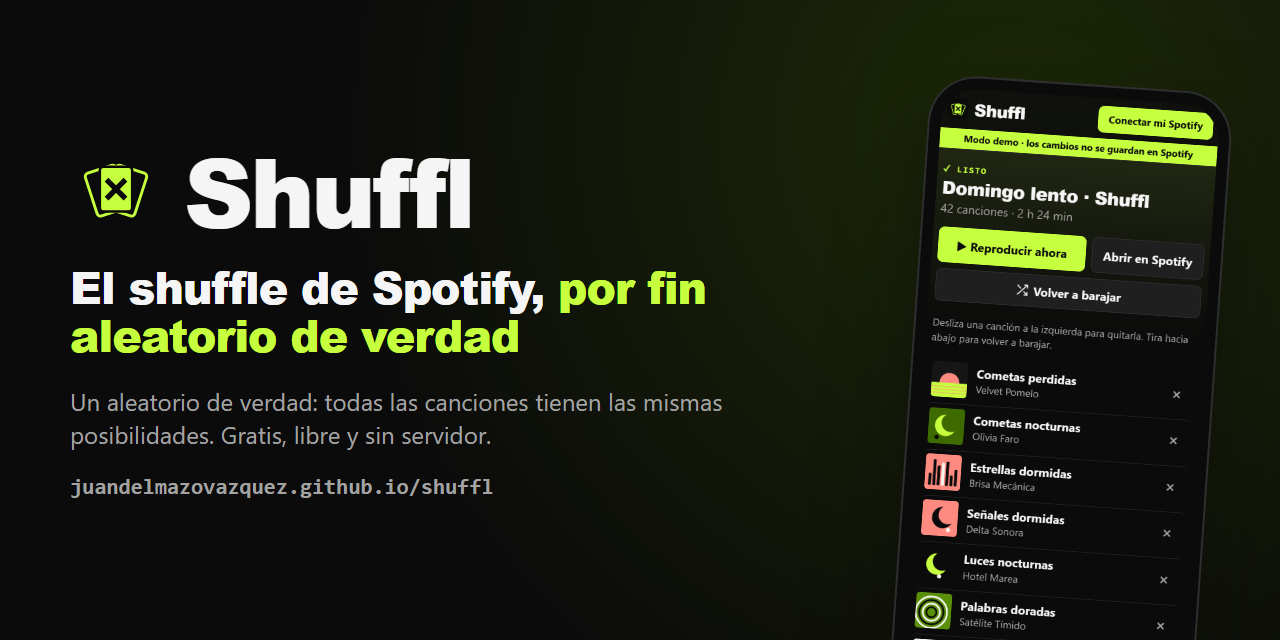 Shuffl
El shuffle de Spotify, por fin
aleatorio de verdad
Un aleatorio de verdad: todas las canciones tienen las mismas
posibilidades. Gratis, libre y sin servidor.
juandelmazovazquez.github.io/shuffl
Shuffl
Conectar mi Spotify
Modo demo · los cambios no se guardan en Spotify
✓ LISTO
Domingo lento · Shuffl
42 canciones · 2 h 24 min
Reproducir ahora
Abrir en Spotify
Volver a barajar
Desliza una canción a la izquierda para quitarla. Tira hacia
abajo para volver a barajar.
Cometas perdidas
Velvet Pomelo
Cometas nocturnas
Olivia Faro
Estrellas dormidas
Brisa Mecánica
Señales dormidas
Delta Sonora
Luces nocturnas
Hotel Marea
Palabras doradas
Satélite Tímido